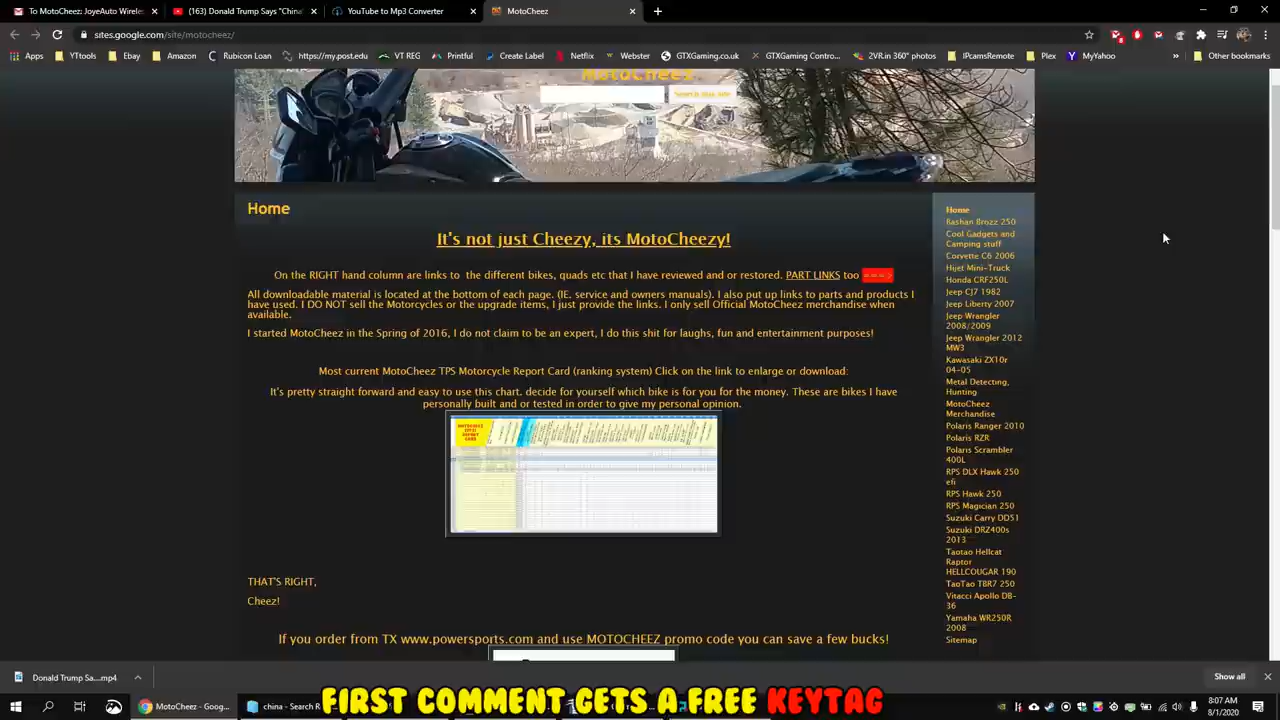 To MotoCheez, JoyeAuto Wireless
(163) Donald Trump Says "China"
YouTube to Mp3 Converter
MotoCheez
sites.google.com/site/motocheez/
Apps YTtools Ebay Amazon Rubicon Loan https://my.post.edu VT REG Printful Create Label Netflix Webster GTXGaming.co.uk GTXGaming Contro... 2VR.in 360° photos IPcamsRemote Plex MyYahoo » Other bookmarks
MotoCheez
Search this site
Home
It's not just Cheezy, its MotoCheezy!
On the RIGHT hand column are links to the different bikes, quads etc that I have reviewed and or restored. PART LINKS too ===>
All downloadable material is located at the bottom of each page. (IE. service and owners manuals). I also put up links to parts and products I
have used. I DO NOT sell the Motorcycles or the upgrade items, I just provide the links. I only sell Official MotoCheez merchandise when
available.
I started MotoCheez in the Spring of 2016, I do not claim to be an expert, I do this shit for laughs, fun and entertainment purposes!
Most current MotoCheez TPS Motorcycle Report Card (ranking system) Click on the link to enlarge or download:
It's pretty straight forward and easy to use this chart, decide for yourself which bike is for you for the money. These are bikes I have
personally built and or tested in order to give my personal opinion.
MOTOCHEEZ
REPORT
CARD
THAT'S RIGHT,
Cheez!
If you order from TX www.powersports.com and use MOTOCHEEZ promo code you can save a few bucks!
Home
Bashan Brozz 250
Cool Gadgets and
Camping stuff
Corvette C6 2006
Hijet Mini-Truck
Honda CRF250L
Jeep CJ7 1982
Jeep Liberty 2007
Jeep Wrangler
2008/2009
Jeep Wrangler 2012
MW3
Kawasaki ZX10r
04-05
Metal Detecting,
Hunting
MotoCheez
Merchandise
Polaris Ranger 2010
Polaris RZR
Polaris Scrambler
400L
RPS DLX Hawk 250
efi
RPS Hawk 250
RPS Magician 250
Suzuki Carry DD51
Suzuki DRZ400s
2013
Taotao Hellcat
Raptor
HELLCOUGAR 190
TaoTao TBR7 250
Vitacci Apollo DB-
36
Yamaha WR250R
2008
Sitemap
Donald Trump Sa....mp4
Show all
MotoCheez - Goog...
china - Search R
FIRST COMMENT GETS A FREE KEYTAG
8:07 AM
8/1/2020